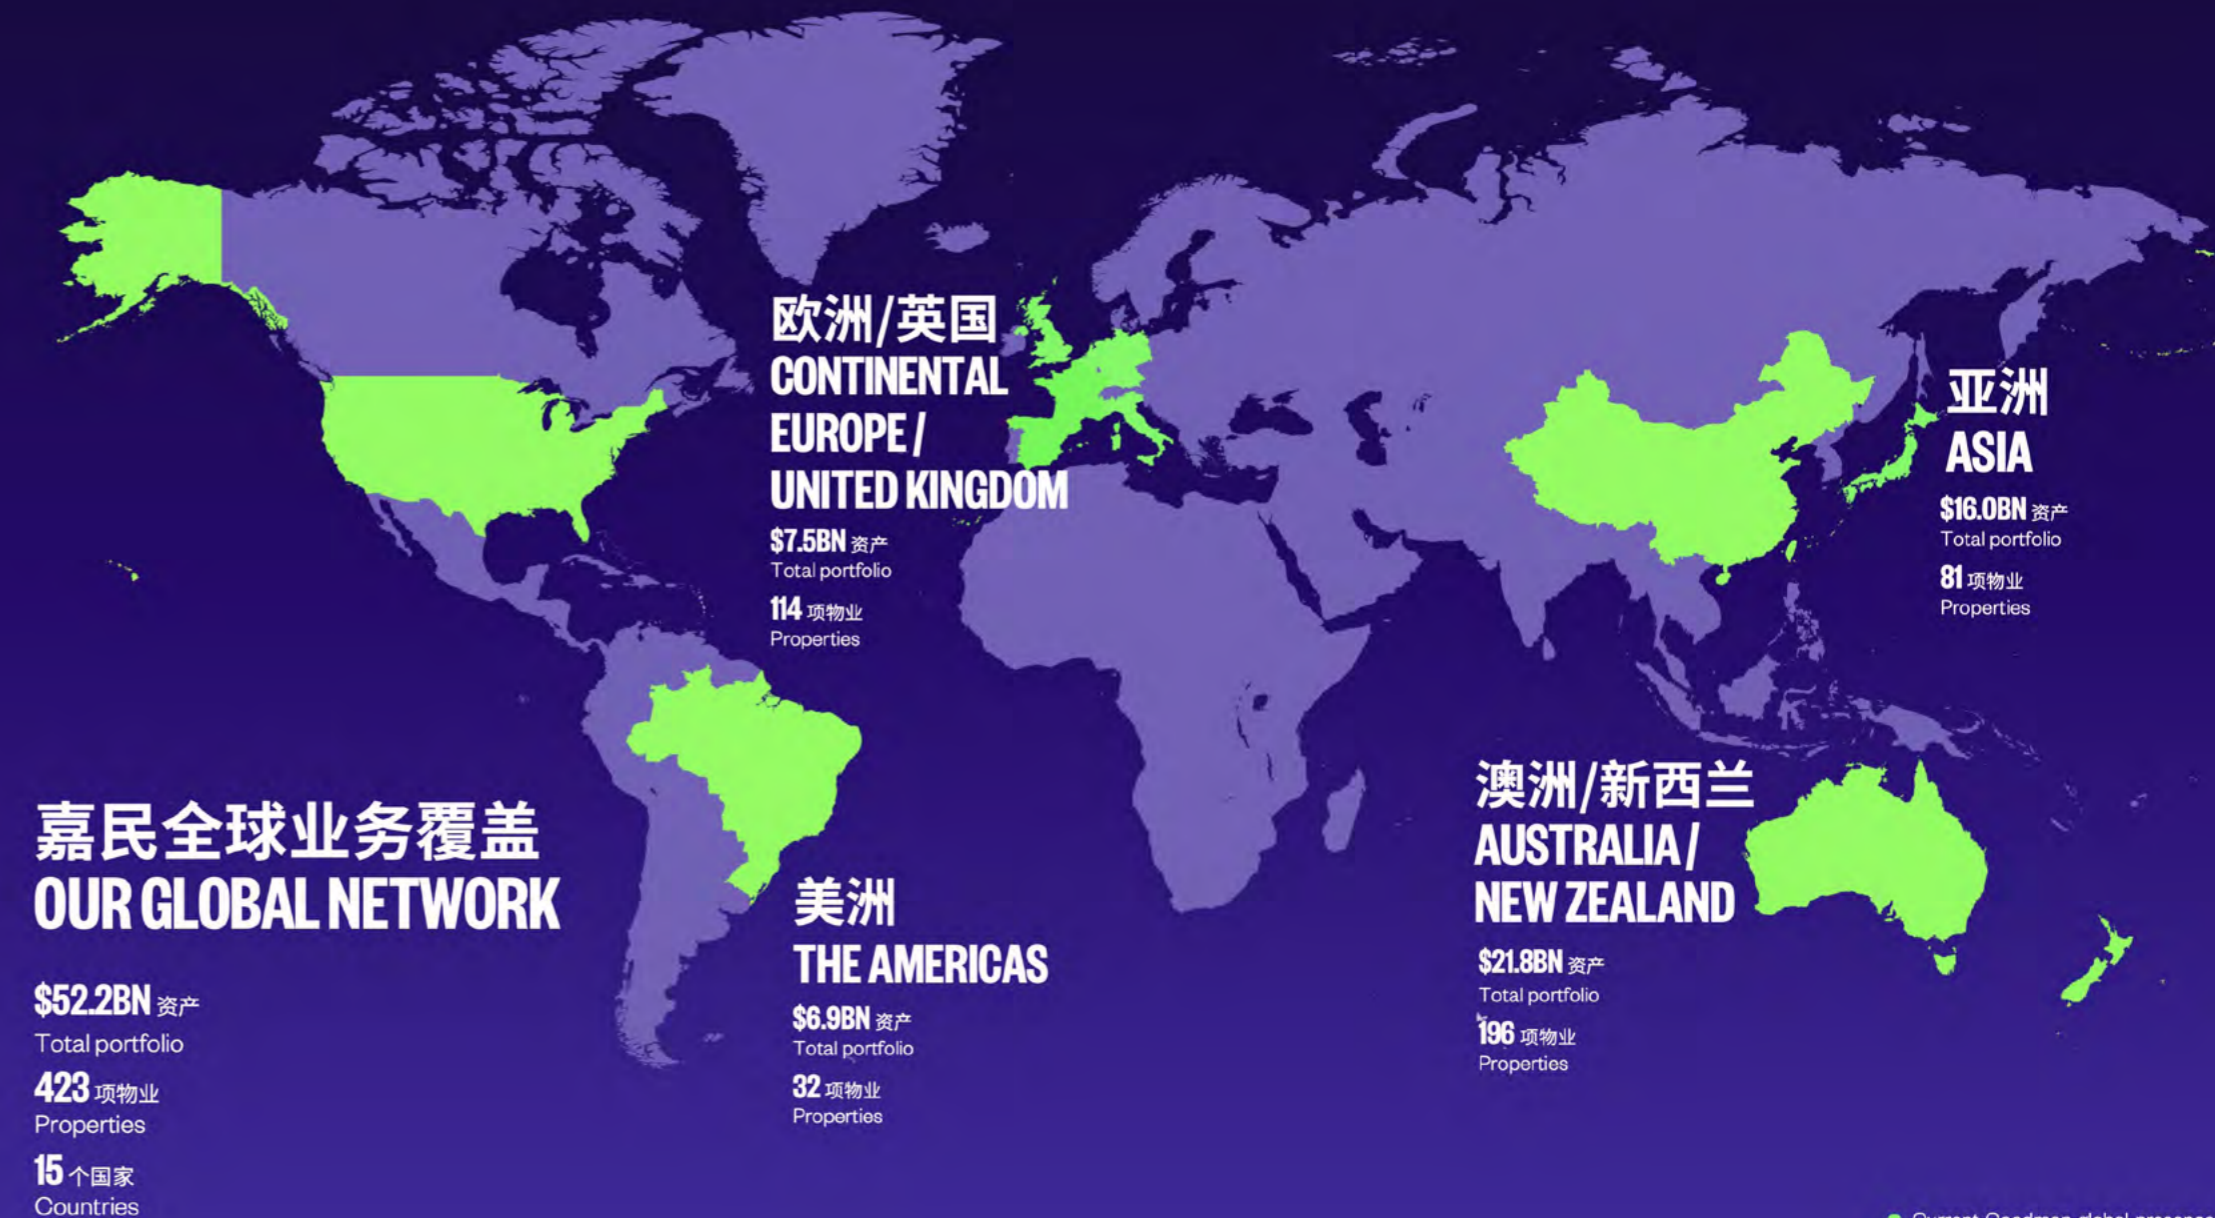 欧洲/英国
CONTINENTAL
EUROPE/
UNITED KINGDOM
$7.5BN 资产
Total portfolio
114 项物业
Properties
亚洲
ASIA
$16.0BN 资产
Total portfolio
81 项物业
Properties
嘉民全球业务覆盖
OUR GLOBAL NETWORK
$52.2BN 资产
Total portfolio
423 项物业
Properties
15 个国家
Countries
美洲
THE AMERICAS
$6.9BN 资产
Total portfolio
32 项物业
Properties
澳洲/新西兰
AUSTRALIA/
NEW ZEALAND
$21.8BN 资产
Total portfolio
196 项物业
Properties
Current Goodman global presence